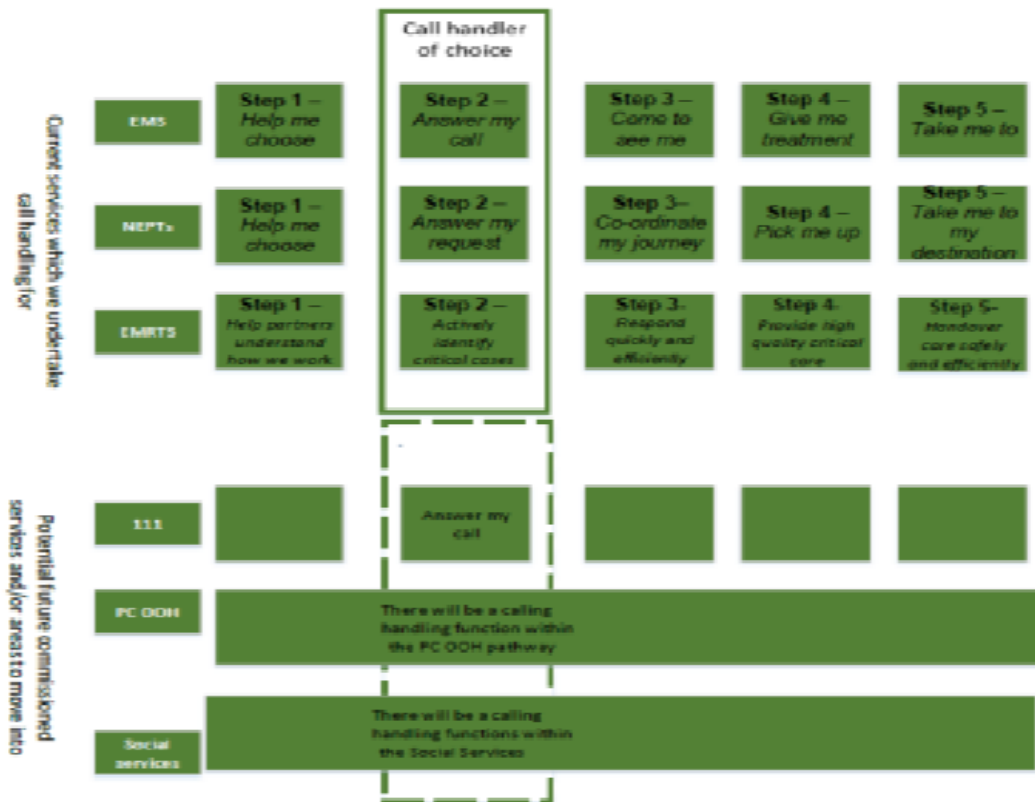 Call handler
of choice
Current services which we undertake
call handling for
EMS
Step 1 –
Help me
choose
Step 2 –
Answer my
call
Step 3 –
Come to
see me
Step 4 –
Give me
treatment
Step 5 –
Take me to
NEPTs
Step 1 –
Help me
choose
Step 2 –
Answer my
request
Step 3–
Co-ordinate
my journey
Step 4 –
Pick me up
Step 5 –
Take me to
my
destination
EMRTS
Step 1 –
Help partners
understand
how we work
Step 2 –
Actively
identify
critical cases
Step 3-
Respond
quickly and
efficiently
Step 4-
Provide high
quality critical
care
Step 5-
Handover
care safely
and efficiently
Potential future commissioned
services and/or areas to move into
111
Answer my
call
PC OOH
There will be a calling
handling function within
the PC OOH pathway
Social
services
There will be a calling
handling functions within
the Social Services